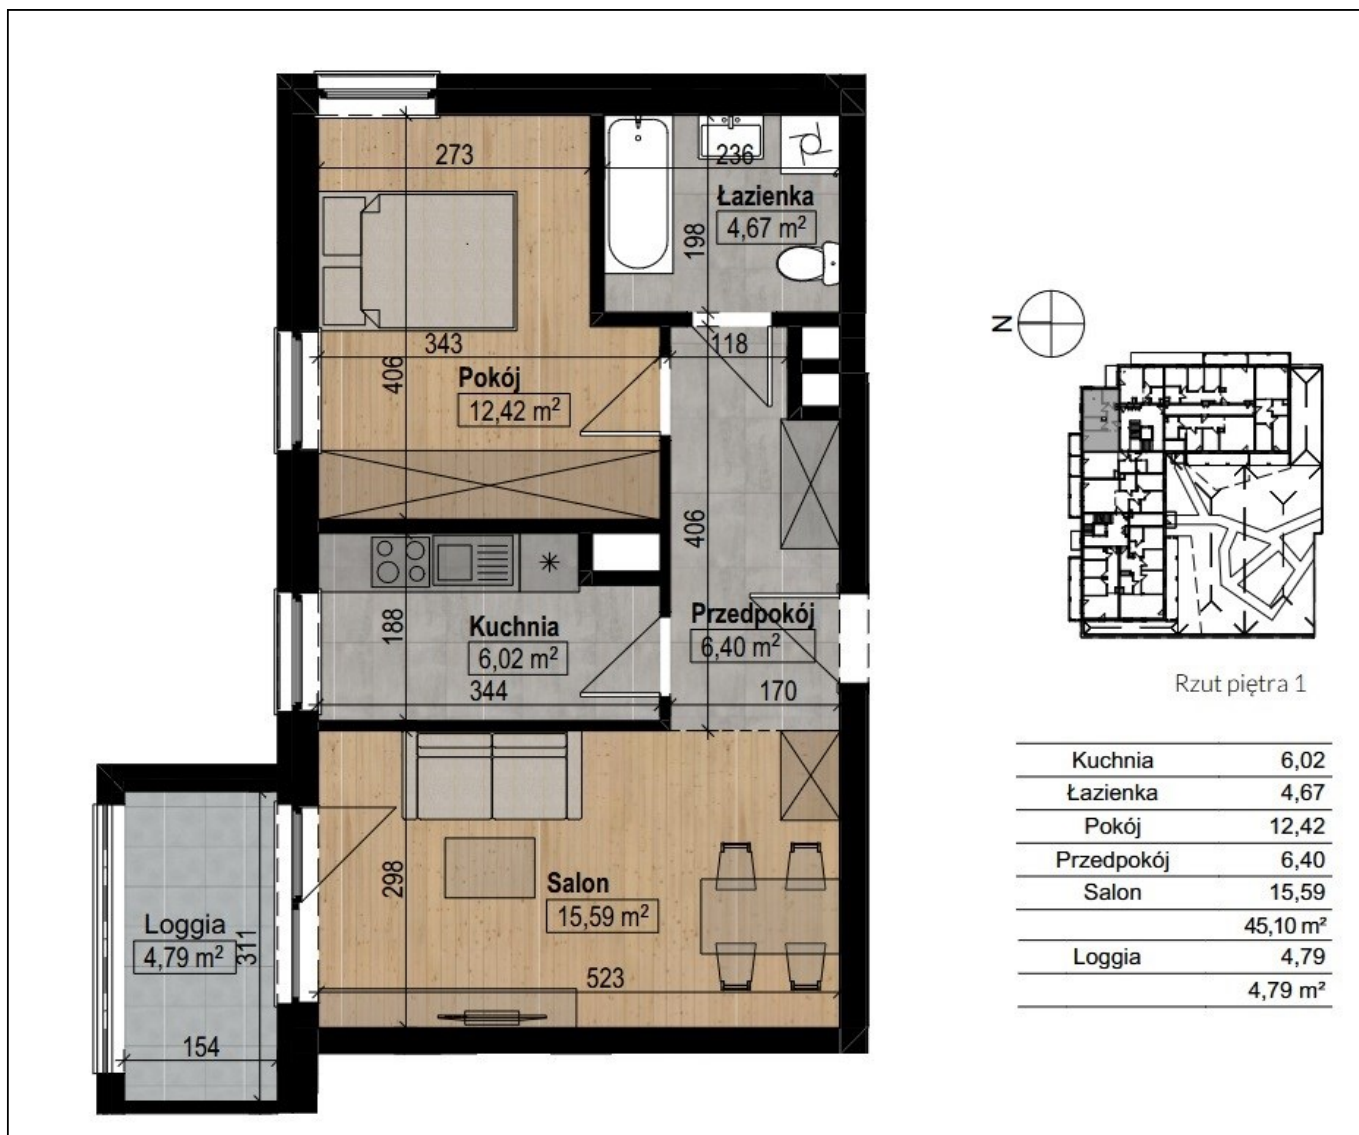 273
236
Łazienka
4,67 m²
198
343
118
406
Pokój
12,42 m²
406
188
Kuchnia
6,02 m²
344
Przedpokój
6,40 m²
170
298
Salon
15,59 m²
523
Loggia
4,79 m²
311
154
N
Rzut piętra 1
Kuchnia 6,02
Łazienka 4,67
Pokój 12,42
Przedpokój 6,40
Salon 15,59
45,10 m²
Loggia 4,79
4,79 m²